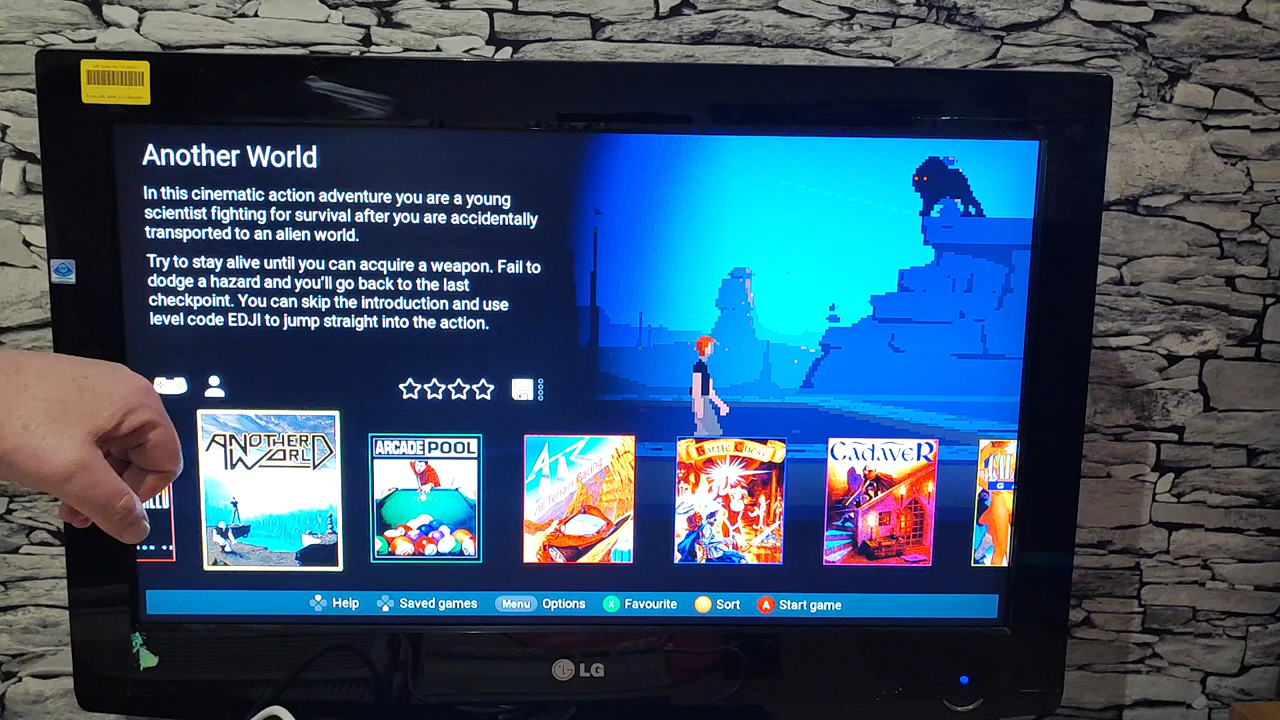 Another World
In this cinematic action adventure you are a young
scientist fighting for survival after you are accidentally
transported to an alien world.
Try to stay alive until you can acquire a weapon. Fail to
dodge a hazard and you'll go back to the last
checkpoint. You can skip the introduction and use
level code EDJI to jump straight into the action.
ANOTHER WORLD
ARCADE POOL
ATR
All Terrain Racing
Battle Chess
CADAVER
Help
Saved games
Menu
Options
X
Favourite
Y
Sort
A
Start game
LG